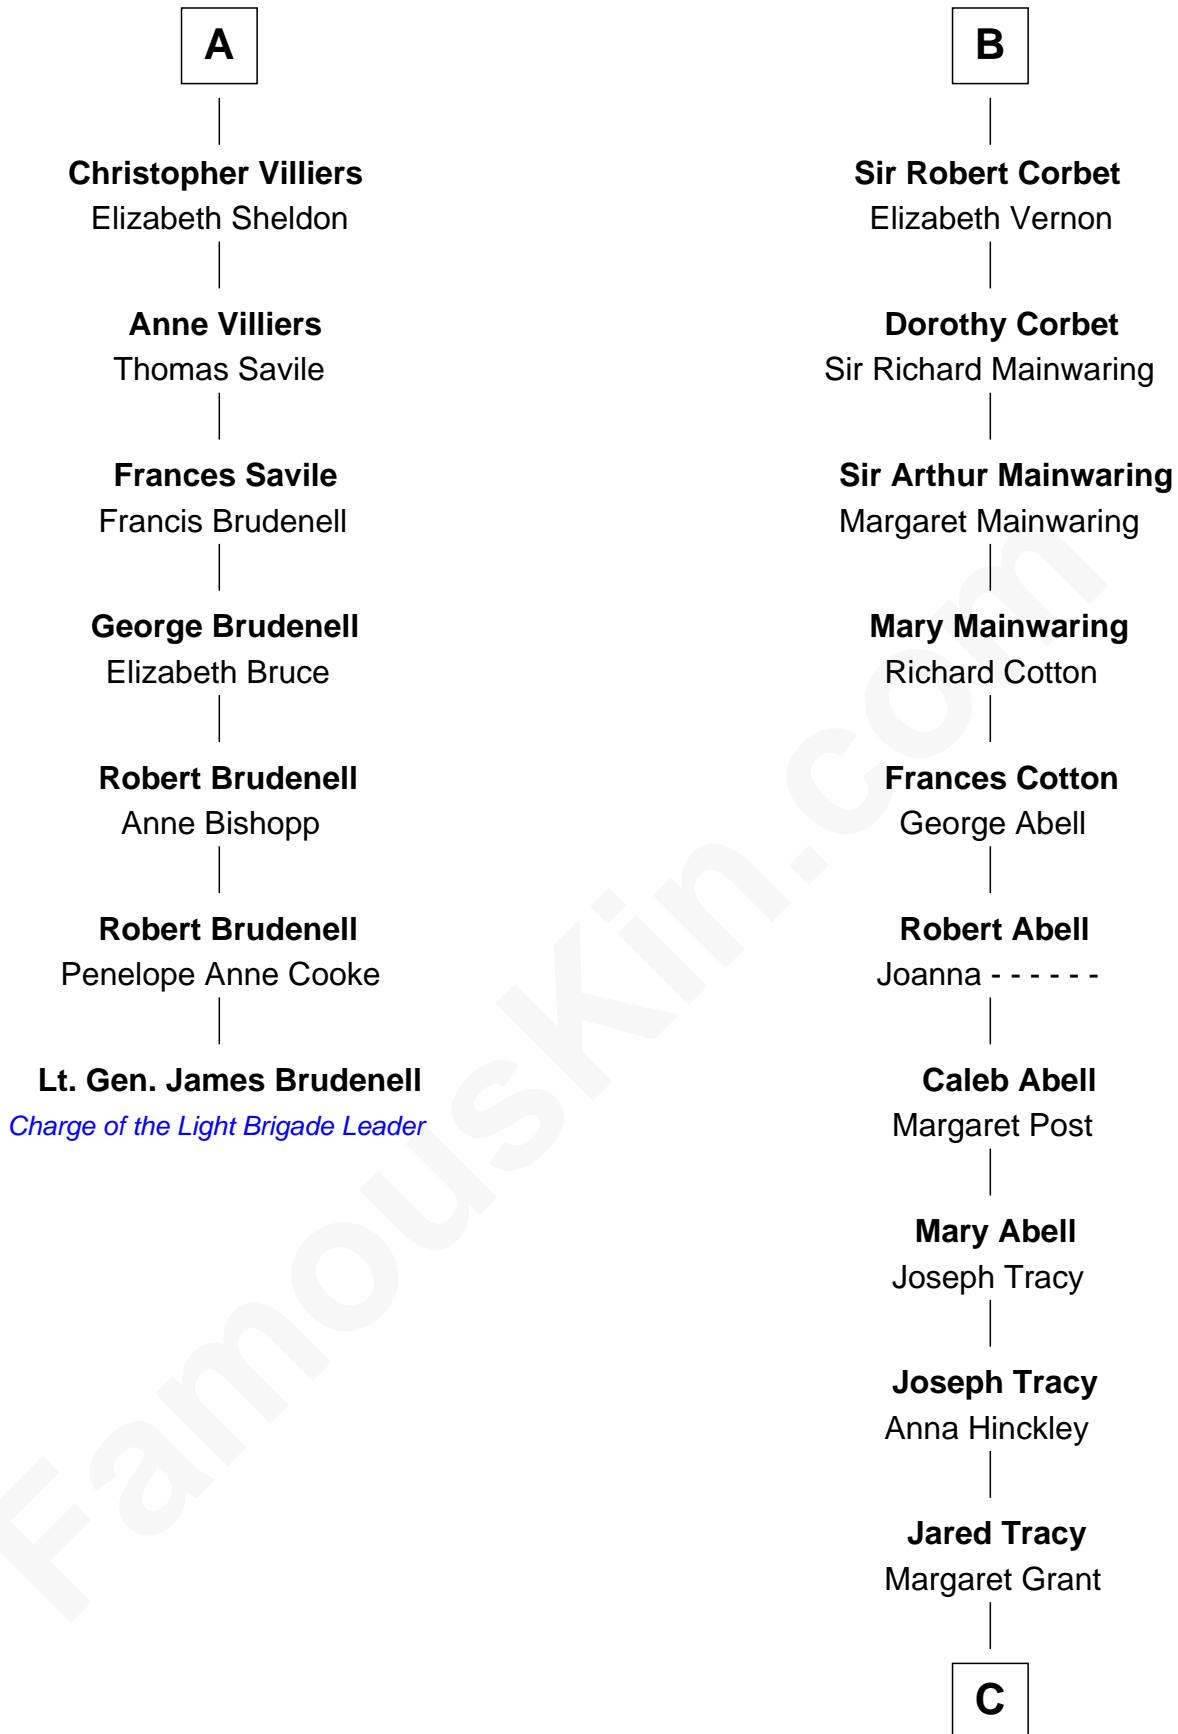 A
Christopher Villiers
Elizabeth Sheldon
Anne Villiers
Thomas Savile
Frances Savile
Francis Brudenell
George Brudenell
Elizabeth Bruce
Robert Brudenell
Anne Bishopp
Robert Brudenell
Penelope Anne Cooke
Lt. Gen. James Brudenell
Charge of the Light Brigade Leader
B
Sir Robert Corbet
Elizabeth Vernon
Dorothy Corbet
Sir Richard Mainwaring
Sir Arthur Mainwaring
Margaret Mainwaring
Mary Mainwaring
Richard Cotton
Frances Cotton
George Abell
Robert Abell
Joanna - - - - - -
Caleb Abell
Margaret Post
Mary Abell
Joseph Tracy
Joseph Tracy
Anna Hinckley
Jared Tracy
Margaret Grant
C
FamousKin.com